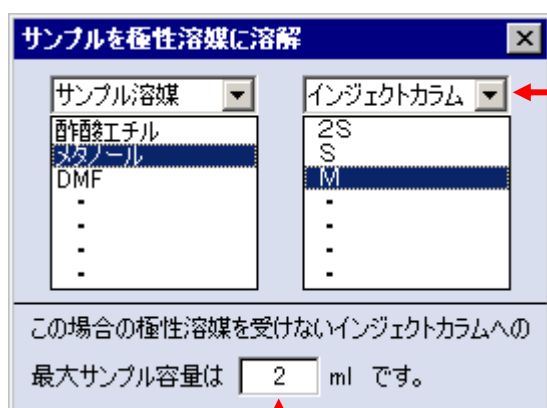 サンプルを極性溶媒に溶解
サンプル溶媒 インジェクトカラム
酢酸エチル 2S
メタノール S
DMF M
この場合の極性溶媒を受けないインジェクトカラムへの
最大サンプル容量は 2 ml です。